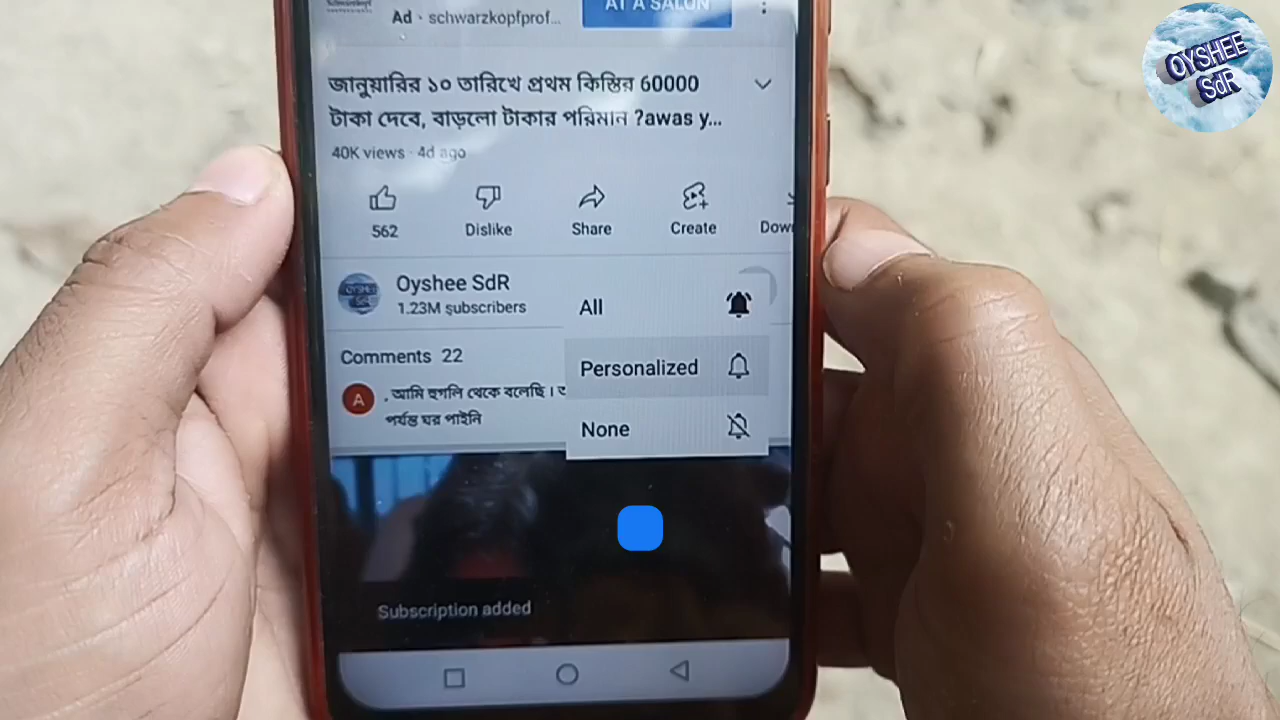 Ad · schwarzkopfprof...
AT A SALON
জানুয়ারির ১০ তারিখে প্রথম কিস্তির 60000
টাকা দেবে, বাড়লো টাকার পরিমান ?awas y...
40K views · 4d ago
562
Dislike
Share
Create
Down
Oyshee SdR
1.23M subscribers
All
Personalized
None
Comments 22
A
, আমি হুগলি থেকে বলেছি।
পর্যন্ত ঘর পাইনি
Subscription added
OYSHEE
SdR